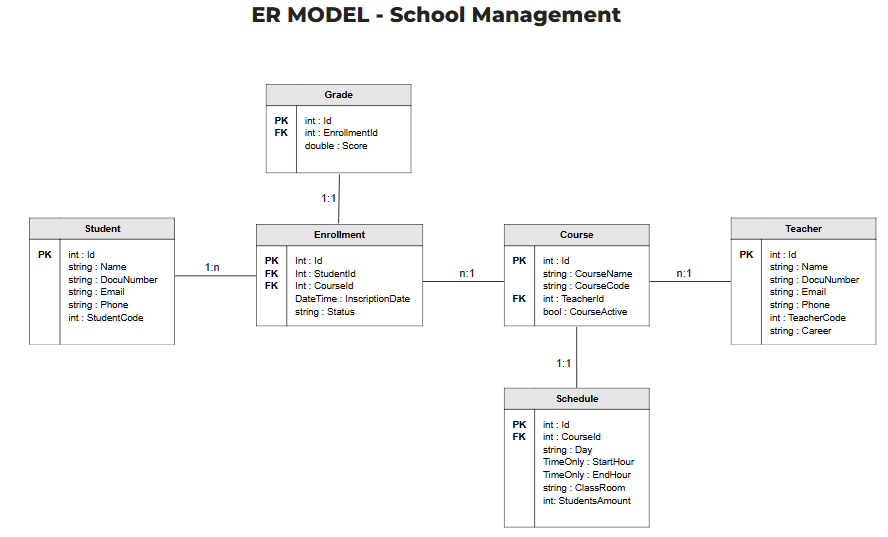 ER MODEL - School Management
Grade
PK int : Id
FK int : EnrollmentId
double : Score
1:1
Student
PK int : Id
string : Name
string : DocuNumber
string : Email
string : Phone
int : StudentCode
1:n
Enrollment
PK Int : Id
FK Int : StudentId
FK Int : CourseId
DateTime : InscriptionDate
string : Status
n:1
Course
PK int : Id
string : CourseName
string : CourseCode
FK int : TeacherId
bool : CourseActive
n:1
Teacher
PK int : Id
string : Name
string : DocuNumber
string : Email
string : Phone
int : TeacherCode
string : Career
1:1
Schedule
PK int : Id
FK int : CourseId
string : Day
TimeOnly : StartHour
TimeOnly : EndHour
string : ClassRoom
int: StudentsAmount